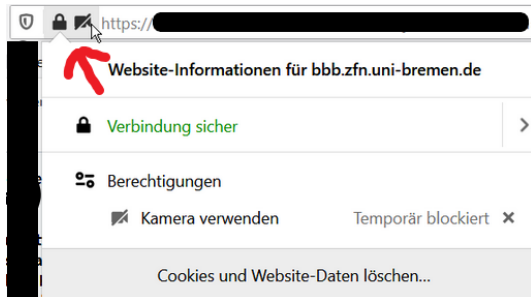 https://
Website-Informationen für bbb.zfn.uni-bremen.de
Verbindung sicher
Berechtigungen
Kamera verwenden Temporär blockiert
Cookies und Website-Daten löschen...